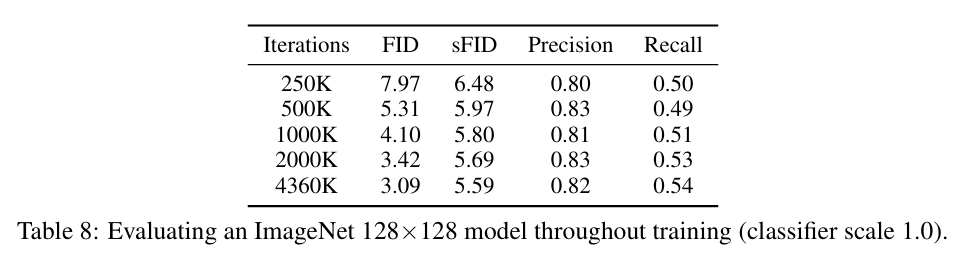 Iterations FID sFID Precision Recall
250K 7.97 6.48 0.80 0.50
500K 5.31 5.97 0.83 0.49
1000K 4.10 5.80 0.81 0.51
2000K 3.42 5.69 0.83 0.53
4360K 3.09 5.59 0.82 0.54
Table 8: Evaluating an ImageNet 128×128 model throughout training (classifier scale 1.0).